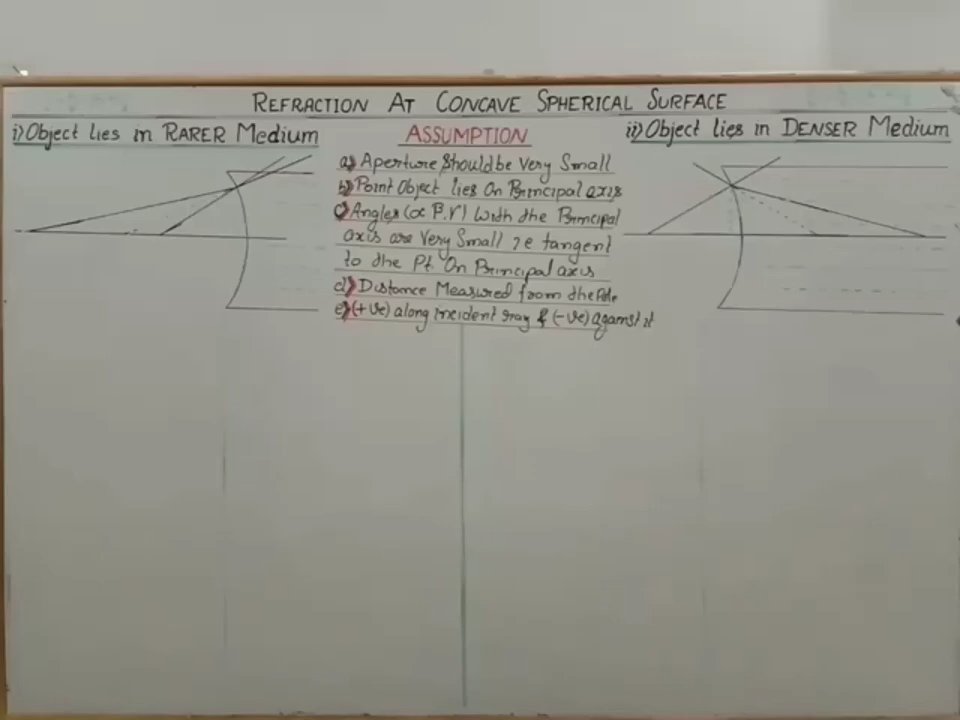 REFRACTION AT CONCAVE SPHERICAL SURFACE
i) Object lies in RARER Medium
ASSUMPTION
a) Aperture Should be Very Small
b) Point Object lies On Principal axis
c) Angles (α β, γ) With the Principal
axis are Very Small ie tangent
to the Pt. On Principal axis
d) Distance Measured from the Pole
e) (+ve) along incident ray & (-ve) against it
ii) Object lies in DENSER Medium